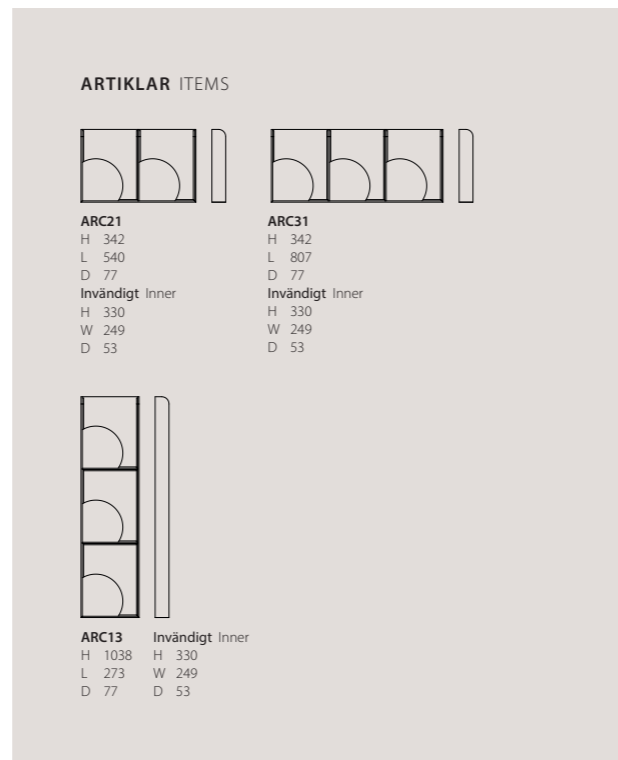 ARTIKLAR ITEMS
ARC21
H 342
L 540
D 77
Invändigt Inner
H 330
W 249
D 53
ARC31
H 342
L 807
D 77
Invändigt Inner
H 330
W 249
D 53
ARC13
H 1038
L 273
D 77
Invändigt Inner
H 330
W 249
D 53